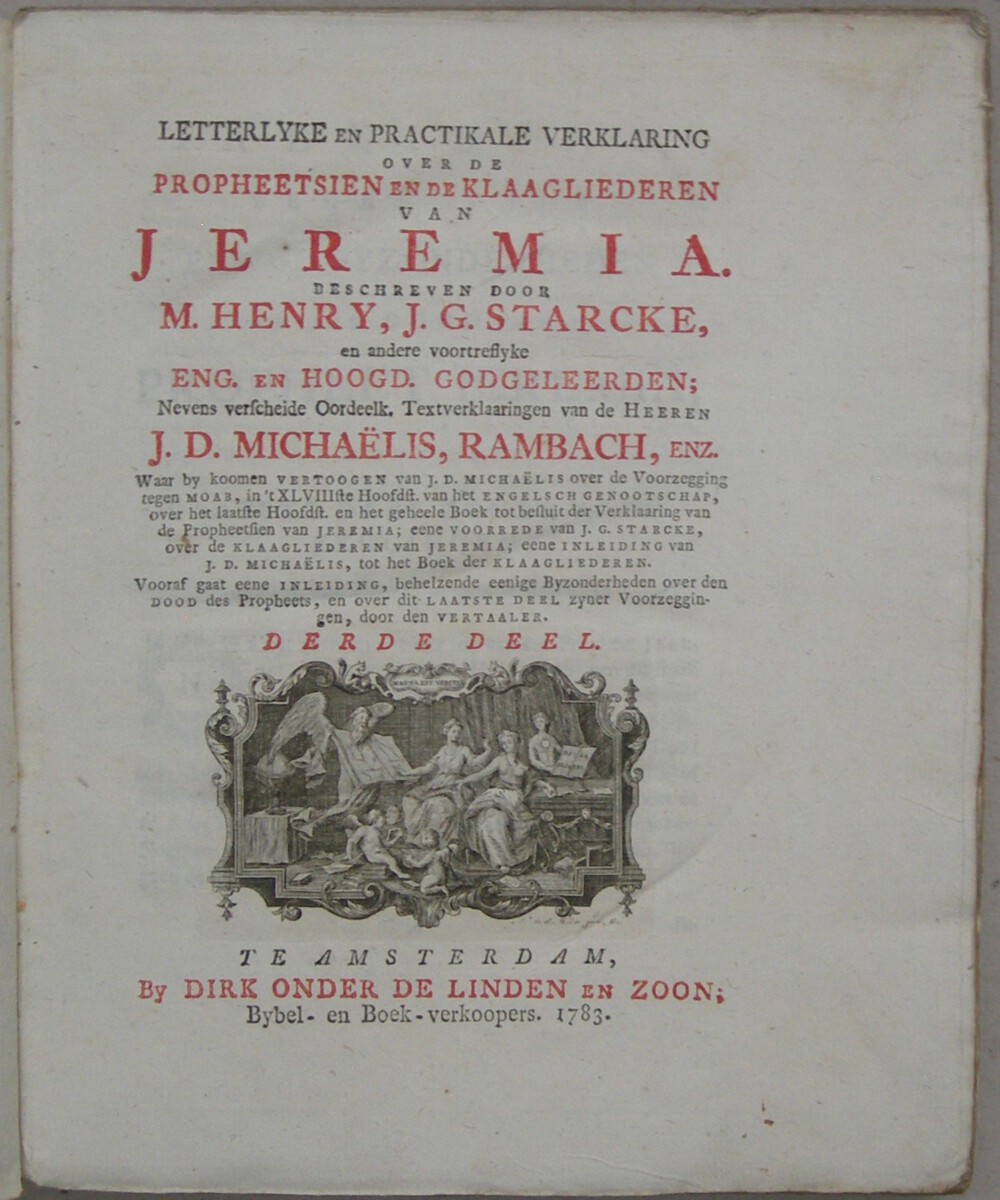 LETTERLYKE EN PRACTIKALE VERKLARING
OVER DE
PROPHEETSIEN EN DE KLAAGLIEDEREN
VAN
JEREMIA.
BESCHREVEN DOOR
M. HENRY, J. G. STARCKE,
en andere voortreflyke
ENG. EN HOOGD. GODGELEERDEN;
Nevens verſcheide Oordeelk. Textverklaaringen van de HEEREN
J. D. MICHAËLIS, RAMBACH, ENZ.
Waar by koomen VERTOOGEN van J. D. MICHAËLIS over de Voorzegging
tegen MOAB, in 't XLVIIIſte Hoofdſt. van het ENGELSCH GENOOTSCHAP,
over het laatſte Hoofdſt. en het geheele Boek tot beſluit der Verklaaring van
de Propheetſien van JEREMIA; eene VOORREDE van J. G. STARCKE,
over de KLAAGLIEDEREN van JEREMIA; eene INLEIDING van
J. D. MICHAËLIS, tot het Boek der KLAAGLIEDEREN.
Vooraf gaat eene INLEIDING, behelzende eenige Byzonderheden over den
DOOD des Propheets, en over dit LAATSTE DEEL zyner Voorzeggin-
gen, door den VERTAALER.
DERDE DEEL.
TE AMSTERDAM,
By DIRK ONDER DE LINDEN EN ZOON;
Bybel- en Boek-verkoopers. 1783.